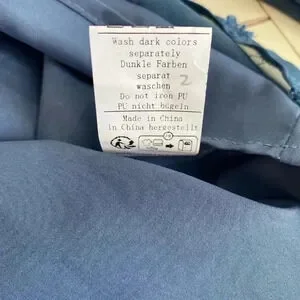 Wash dark colors
separately
Dunkle Farben
separat
waschen
2
Do not iron PU
PU nicht bügeln
Made in China
in China hergestellt